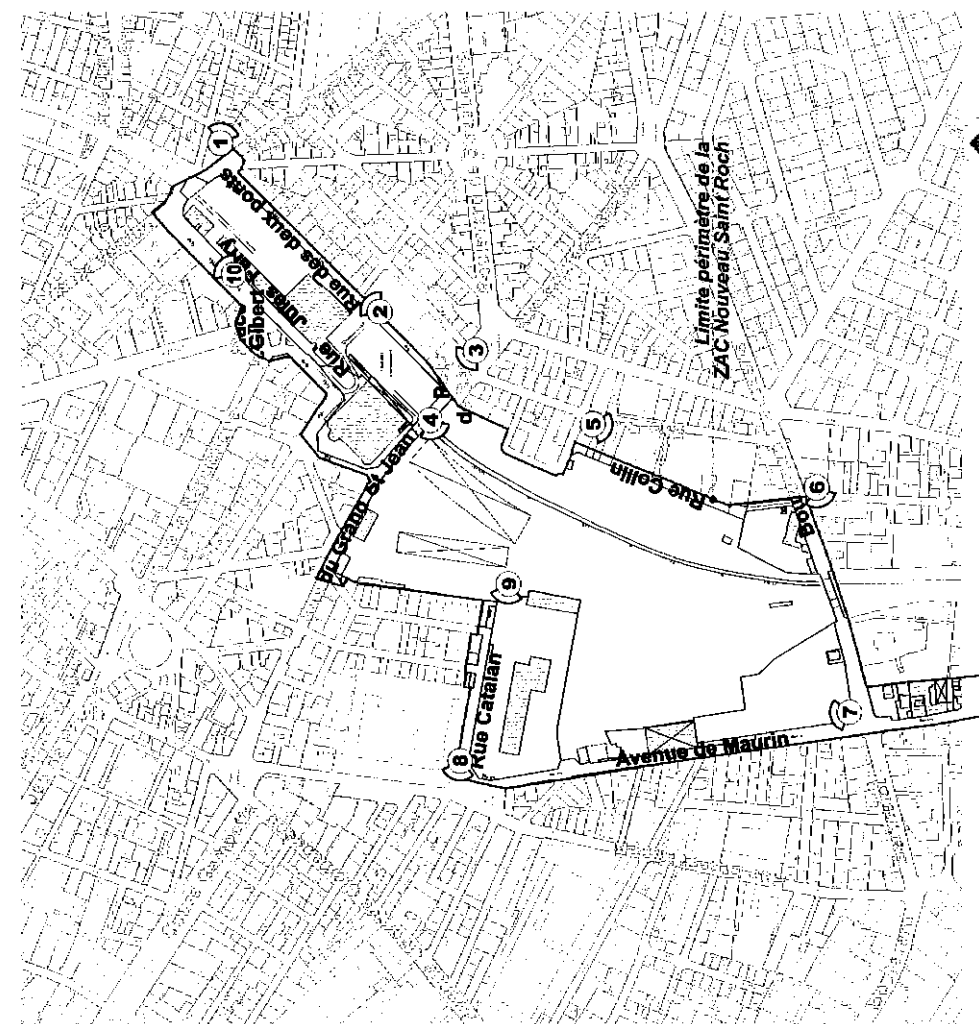 1
Rue des deux ponts
10
Jules Ferry
Gilbert
Rue
2
3
4
P
d
du Grand St Jean
5
Rue Collin
6
9
Rue Catalan
8
Avenue de Maurin
7
Limite périmètre de la
ZAC Nouveau Saint Roch